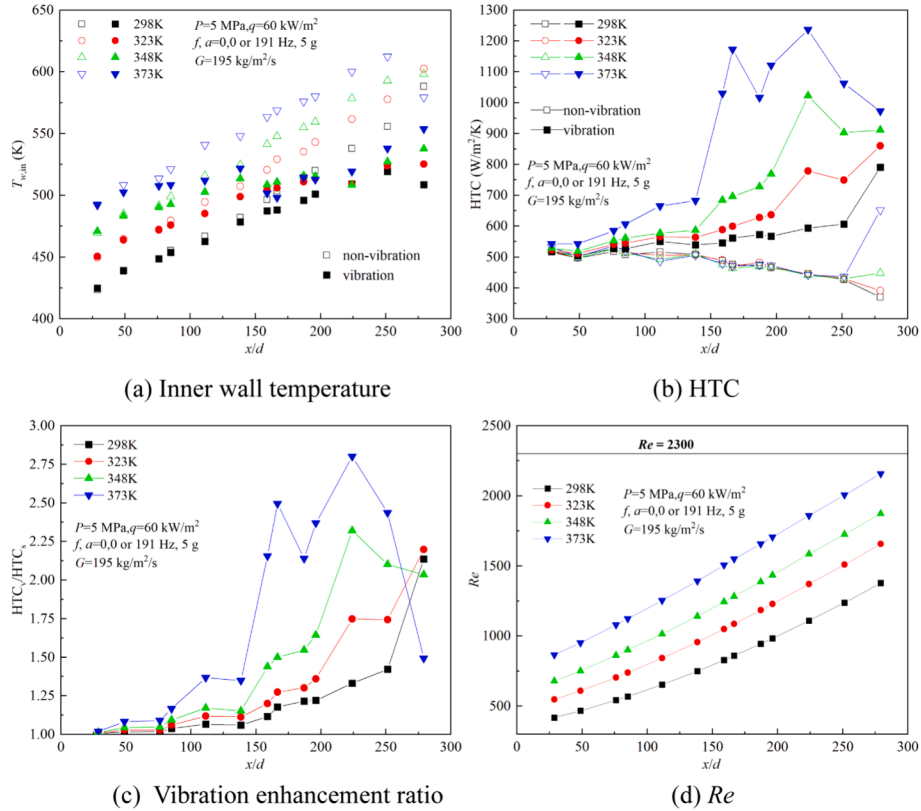 298K
323K
348K
373K
P=5 MPa,q=60 kW/m²
f, a=0,0 or 191 Hz, 5 g
G=195 kg/m²/s
650
600
550
500
450
400
T_w,in (K)
non-vibration
vibration
0 50 100 150 200 250 300
x/d
(a) Inner wall temperature
298K
323K
348K
373K
non-vibration
vibration
P=5 MPa,q=60 kW/m²
f, a=0,0 or 191 Hz, 5 g
G=195 kg/m²/s
1300
1200
1100
1000
900
800
700
600
500
400
300
HTC (W/m²/K)
0 50 100 150 200 250 300
x/d
(b) HTC
298K
323K
348K
373K
P=5 MPa,q=60 kW/m²
f, a=0,0 or 191 Hz, 5 g
G=195 kg/m²/s
3.00
2.75
2.50
2.25
2.00
1.75
1.50
1.25
1.00
HTC_v/HTC_s
0 50 100 150 200 250 300
x/d
(c) Vibration enhancement ratio
Re = 2300
298K
323K
348K
373K
P=5 MPa,q=60 kW/m²
f, a=0,0 or 191 Hz, 5 g
G=195 kg/m²/s
2500
2000
1500
1000
500
Re
0 50 100 150 200 250 300
x/d
(d) Re